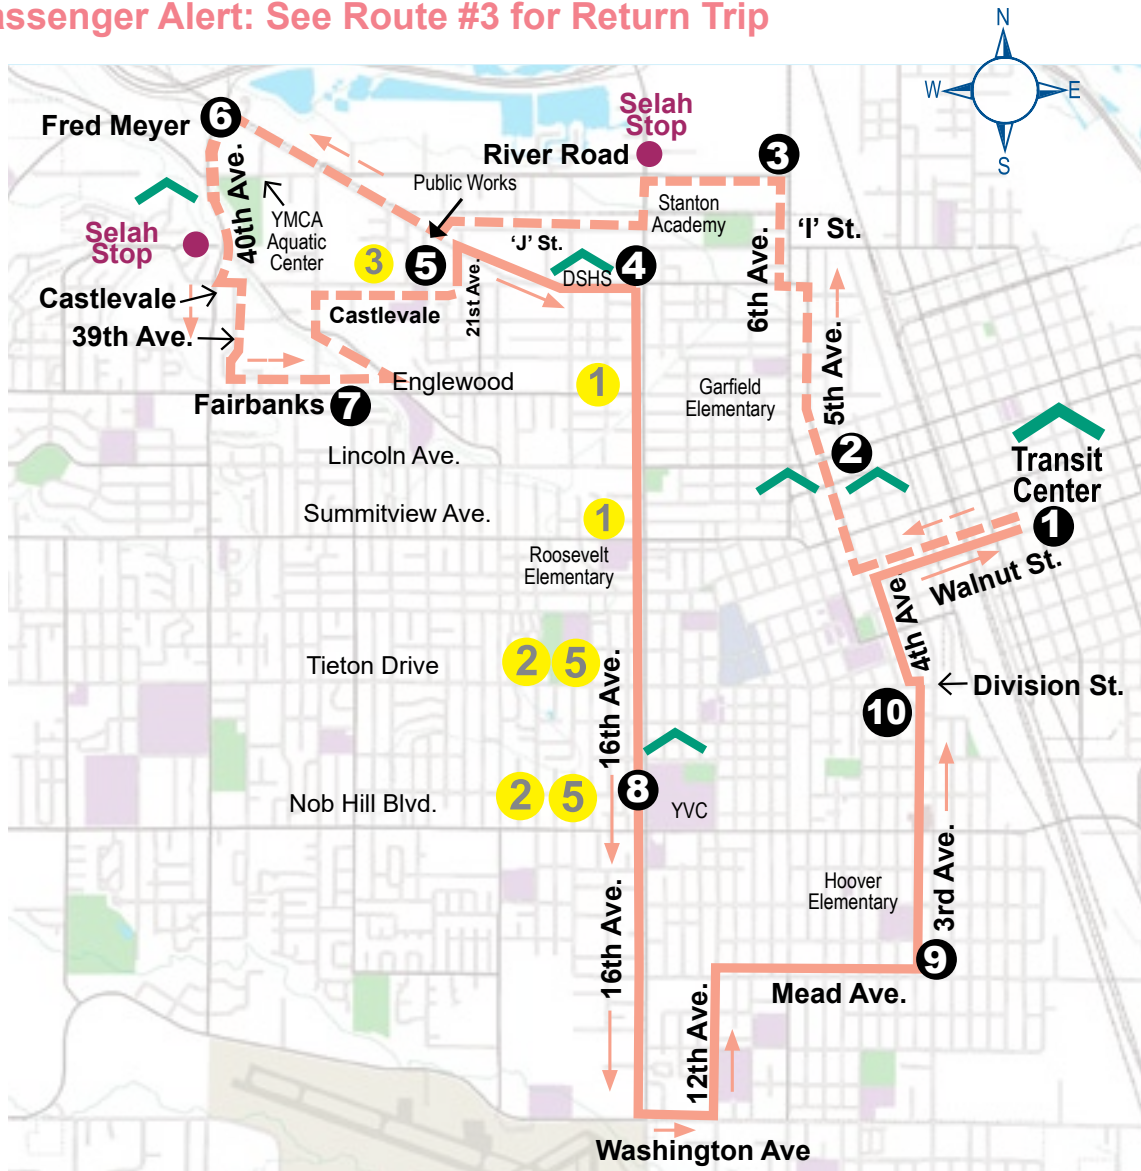 assenger Alert: See Route #3 for Return Trip
N
W
E
S
Selah
Stop
6
Fred Meyer
River Road
3
Public Works
40th Ave.
YMCA
Aquatic
Center
Stanton
Academy
'I' St.
Selah
Stop
'J' St.
3
5
DSHS
4
6th Ave.
21st Ave.
Castlevale
Castlevale
39th Ave.
5th Ave.
Englewood
1
Garfield
Elementary
Fairbanks
7
Lincoln Ave.
2
Transit
Center
Summitview Ave.
1
1
Roosevelt
Elementary
Walnut St.
4th Ave.
Tieton Drive
2
5
16th Ave.
Division St.
10
Nob Hill Blvd.
2
5
8
YVC
3rd Ave.
Hoover
Elementary
16th Ave.
9
Mead Ave.
12th Ave.
Washington Ave